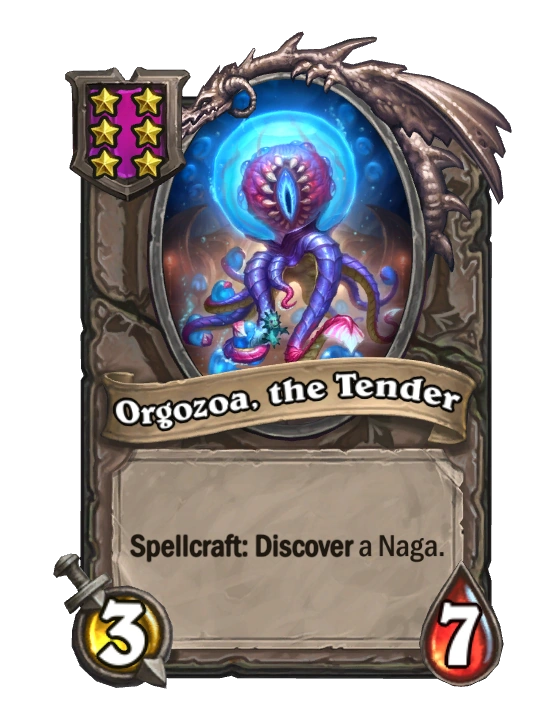 Orgozoa, the Tender
Spellcraft: Discover a Naga.
3
7